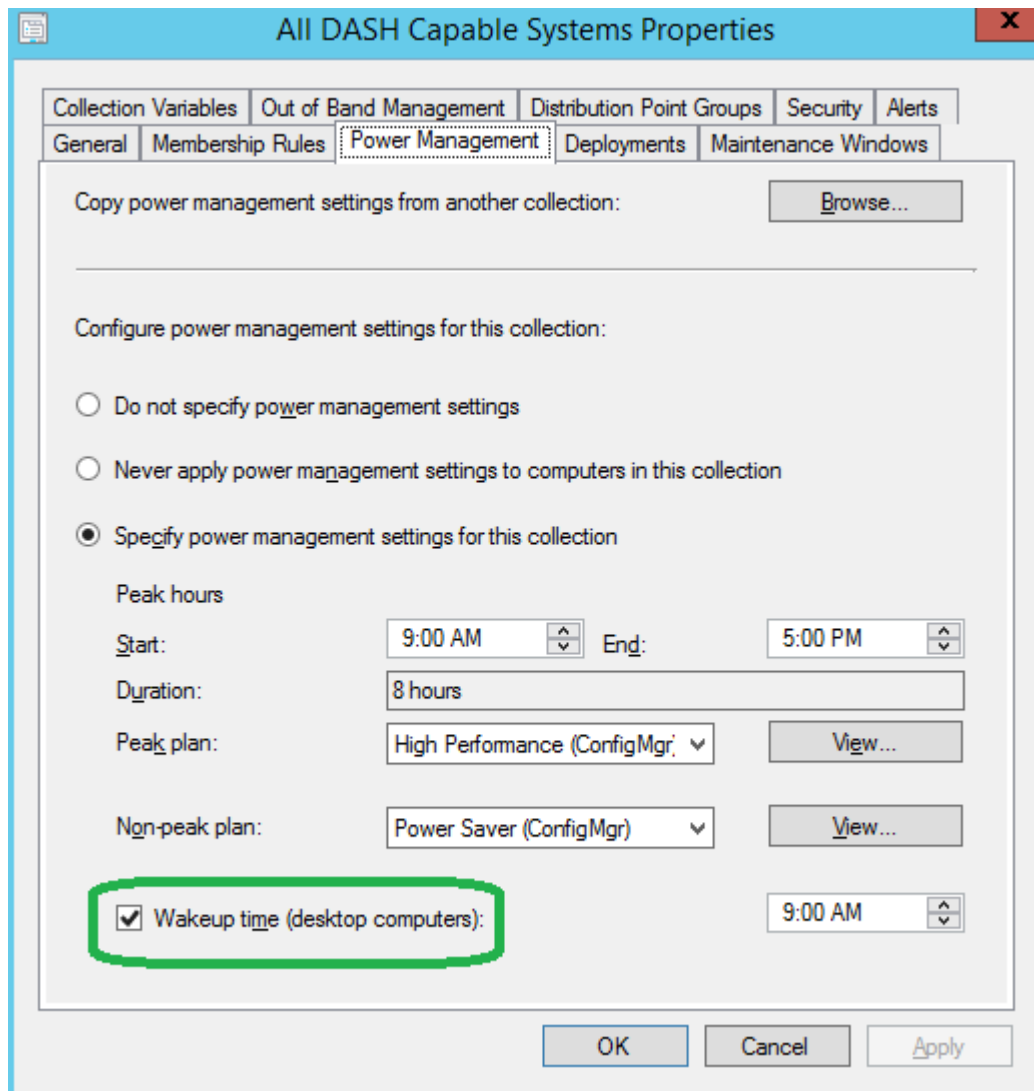 All DASH Capable Systems Properties
x
Collection Variables Out of Band Management Distribution Point Groups Security Alerts
General Membership Rules Power Management Deployments Maintenance Windows
Copy power management settings from another collection: Browse...
Configure power management settings for this collection:
Do not specify power management settings
Never apply power management settings to computers in this collection
Specify power management settings for this collection
Peak hours
Start: 9:00 AM End: 5:00 PM
Duration: 8 hours
Peak plan: High Performance (ConfigMgr) View...
Non-peak plan: Power Saver (ConfigMgr) View...
Wakeup time (desktop computers): 9:00 AM
OK Cancel Apply